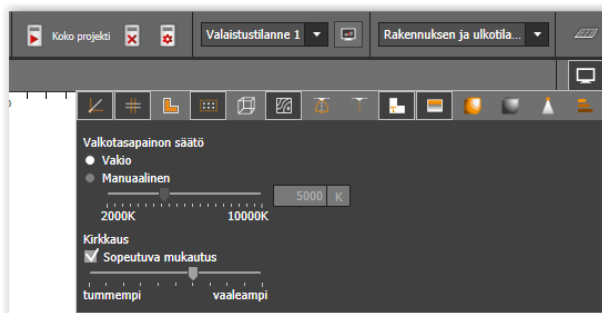 Koko projekti
Valaistustilanne 1
Rakennuksen ja ulkotila...
Valkotasapainon säätö
Vakio
Manuaalinen
5000 K
2000K 10000K
Kirkkaus
Sopeutuva mukautus
tummempi vaaleampi